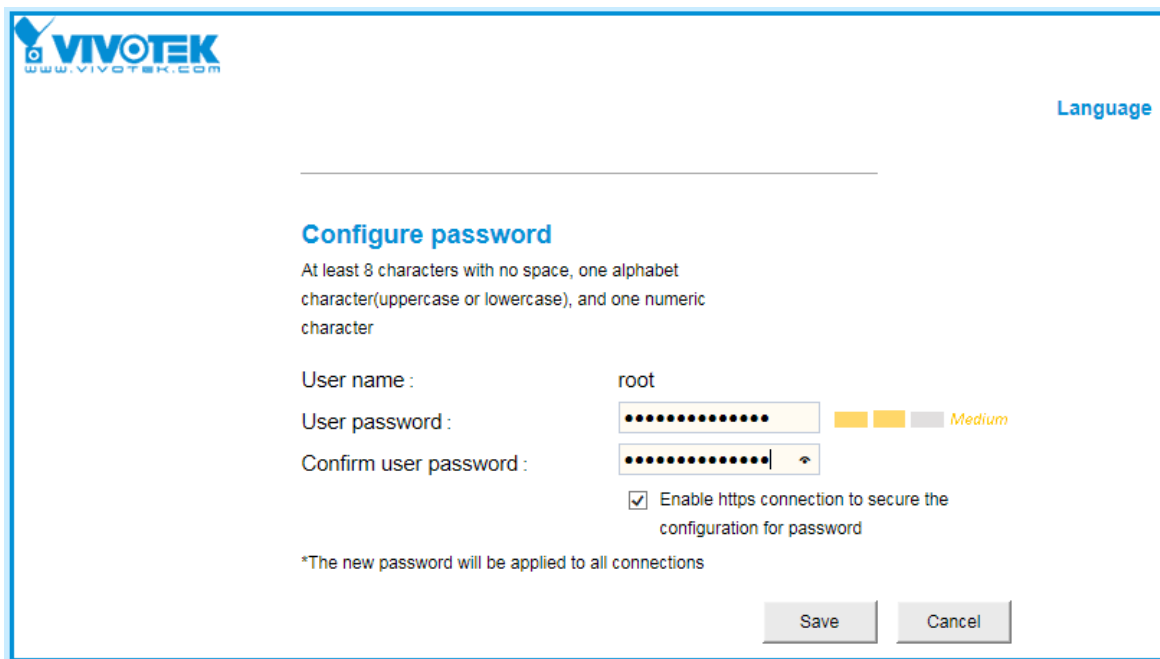 VIVOTEK
www.vivotek.com
Language
Configure password
At least 8 characters with no space, one alphabet
character(uppercase or lowercase), and one numeric
character
User name :
root
User password :
••••••••••••••
Medium
Confirm user password :
••••••••••••••
Enable https connection to secure the
configuration for password
*The new password will be applied to all connections
Save
Cancel